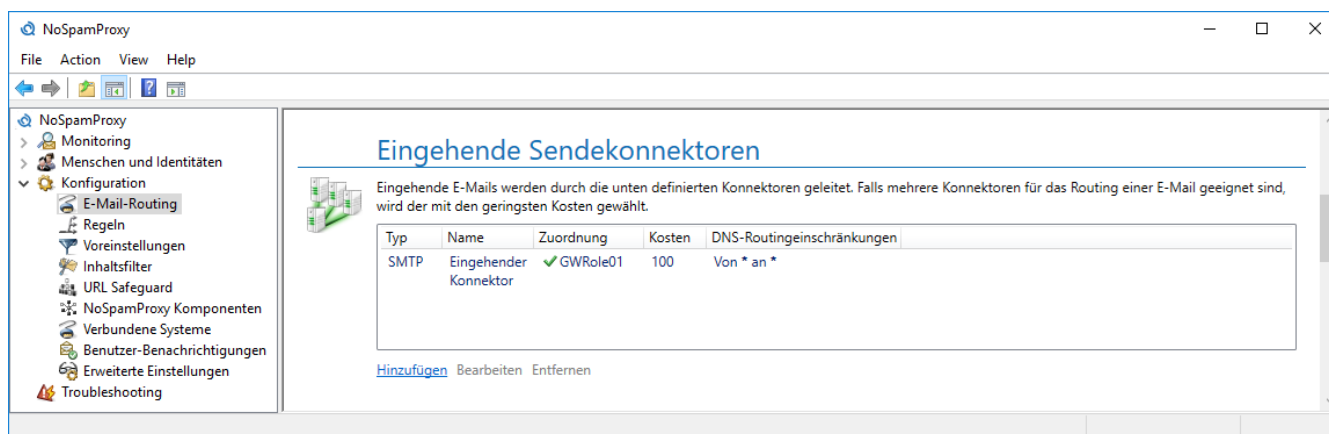 NoSpamProxy
File Action View Help
NoSpamProxy
Monitoring
Menschen und Identitäten
Konfiguration
E-Mail-Routing
Regeln
Voreinstellungen
Inhaltsfilter
URL Safeguard
NoSpamProxy Komponenten
Verbundene Systeme
Benutzer-Benachrichtigungen
Erweiterte Einstellungen
Troubleshooting
Eingehende Sendekonnektoren
Eingehende E-Mails werden durch die unten definierten Konnektoren geleitet. Falls mehrere Konnektoren für das Routing einer E-Mail geeignet sind,
wird der mit den geringsten Kosten gewählt.
Typ Name Zuordnung Kosten DNS-Routingeinschränkungen
SMTP Eingehender GWRole01 100 Von * an *
Konnektor
Hinzufügen Bearbeiten Entfernen